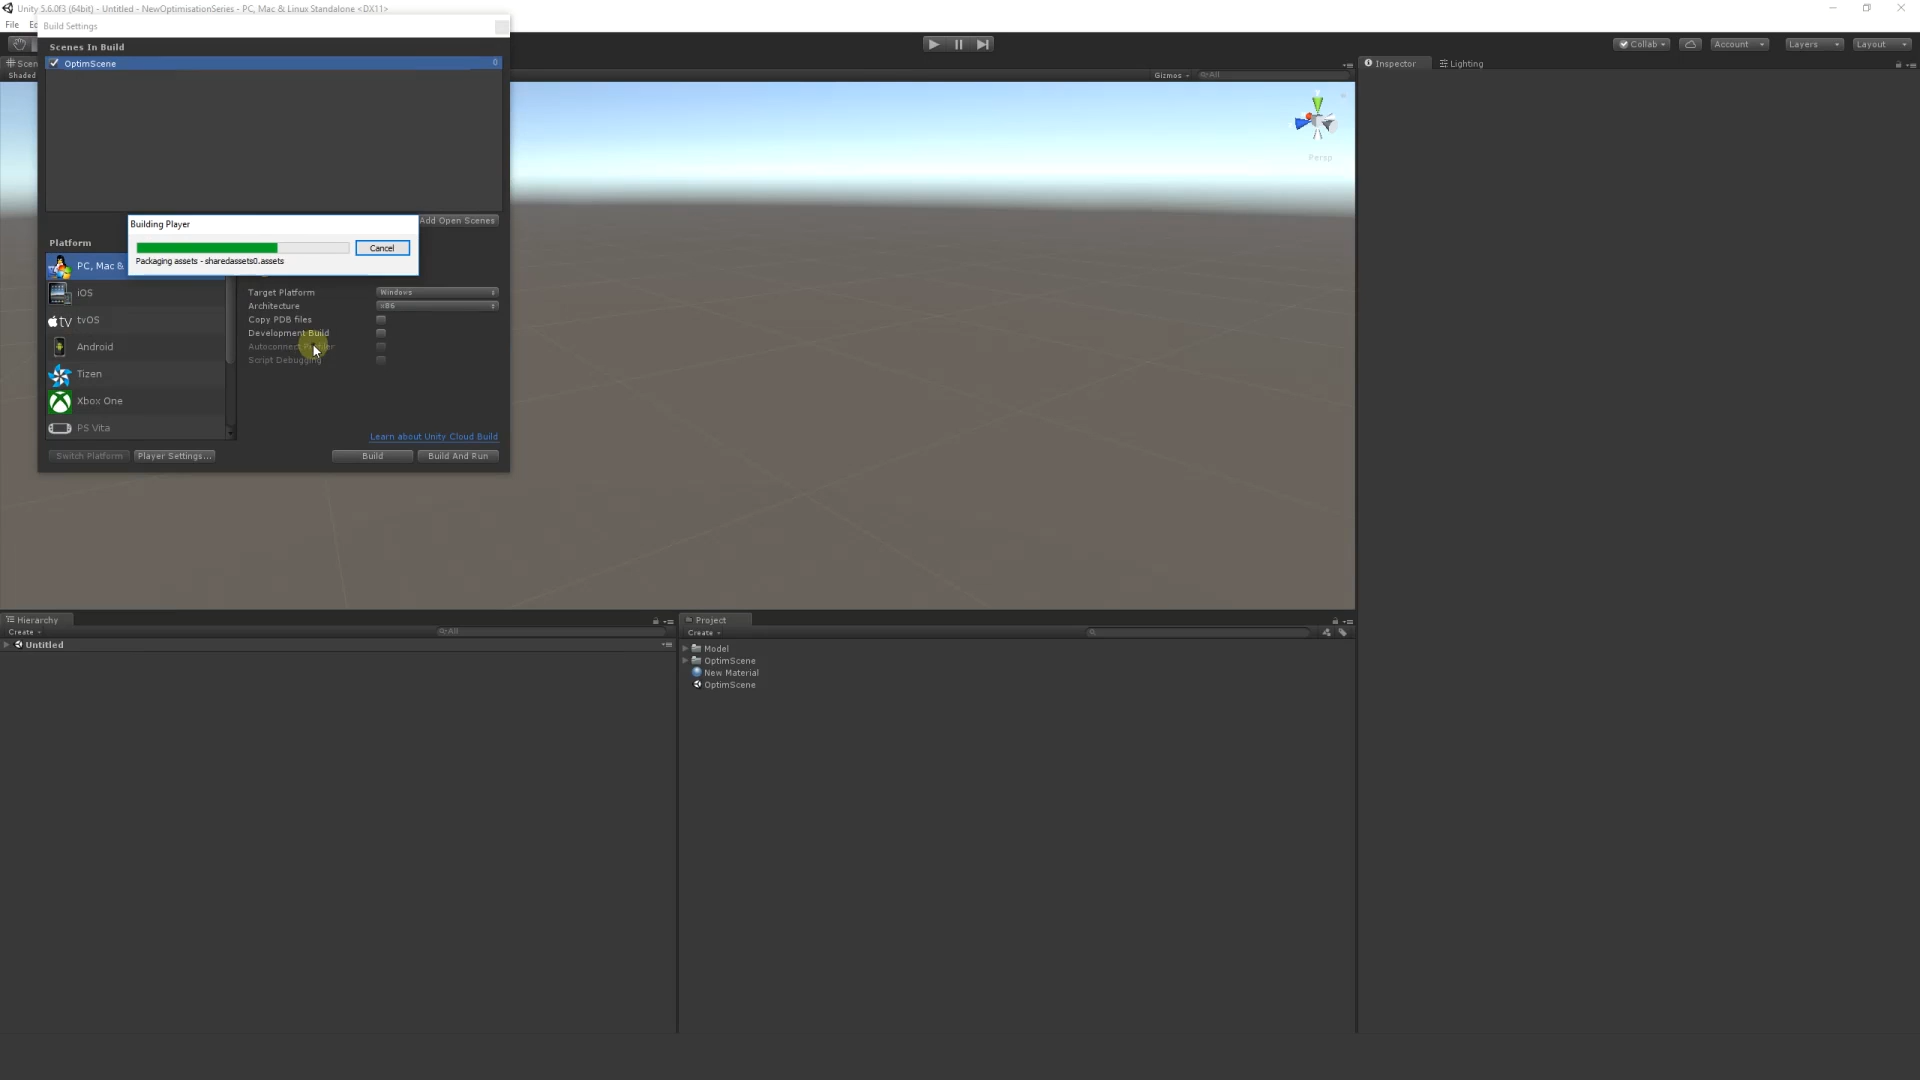 Unity 5.6.0f3 (64bit) - Untitled - NewOptimisationSeries - PC, Mac & Linux Standalone <DX11>
File
Build Settings
Scenes In Build
OptimScene 0
Collab
Account
Layers
Layout
Shaded
Gizmos
All
Inspector
Lighting
Persp
Add Open Scenes
Building Player
Cancel
Packaging assets - sharedassets0.assets
Platform
PC, Mac &
iOS
tvOS
Android
Tizen
Xbox One
PS Vita
Target Platform Windows
Architecture x86
Copy PDB files
Development Build
Autoconnect
Script Debugging
Learn about Unity Cloud Build
Switch Platform Player Settings... Build Build And Run
Hierarchy
Create
All
Untitled
Project
Create
Model
OptimScene
New Material
OptimScene